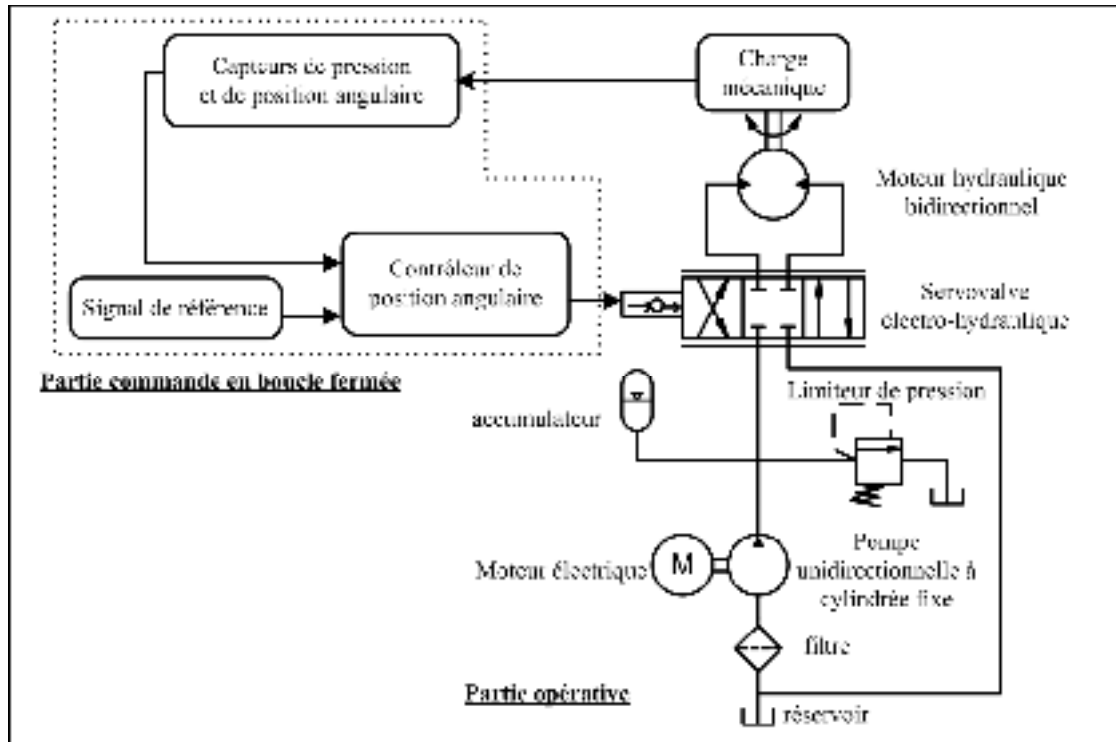 Capteurs de pression
et de position angulaire
Charge
mécanique
Moteur hydraulique
bidirectionnel
Contrôleur de
position angulaire
Signal de référence
Servovalve
électro-hydraulique
Partie commande en boucle fermée
Limiteur de pression
accumulateur
Moteur électrique
M
Pompe
unidirectionnelle à
cylindrée fixe
filtre
Partie opérative
réservoir